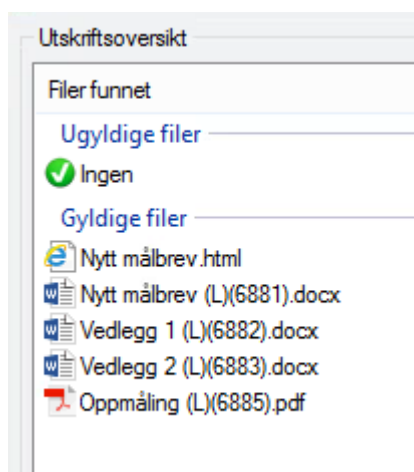 Utskriftsoversikt
Filer funnet
Ugyldige filer
Ingen
Gyldige filer
Nytt målbrev.html
Nytt målbrev (L)(6881).docx
Vedlegg 1 (L)(6882).docx
Vedlegg 2 (L)(6883).docx
Oppmåling (L)(6885).pdf